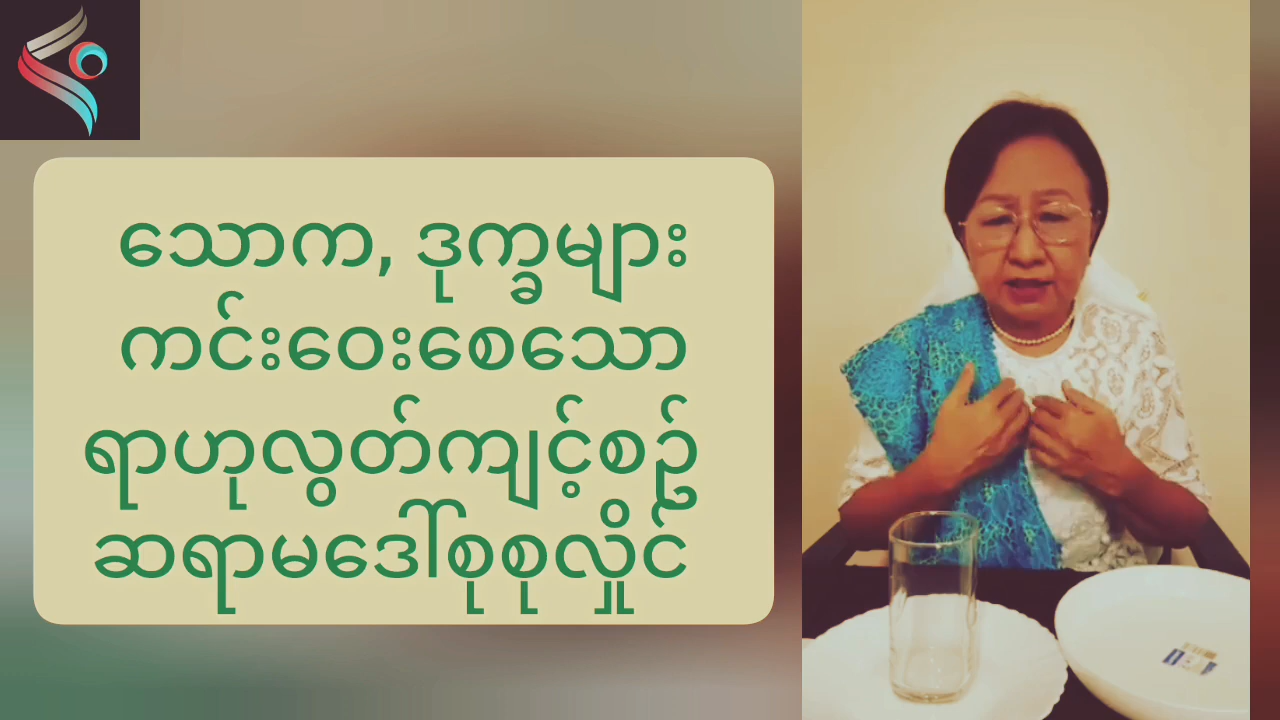 သောက, ဒုက္ခများ
ကင်းဝေးစေသော
ရာဟုလွတ်ကျင့်စဥ်
ဆရာမဒေါ်စုစုလှိုင်